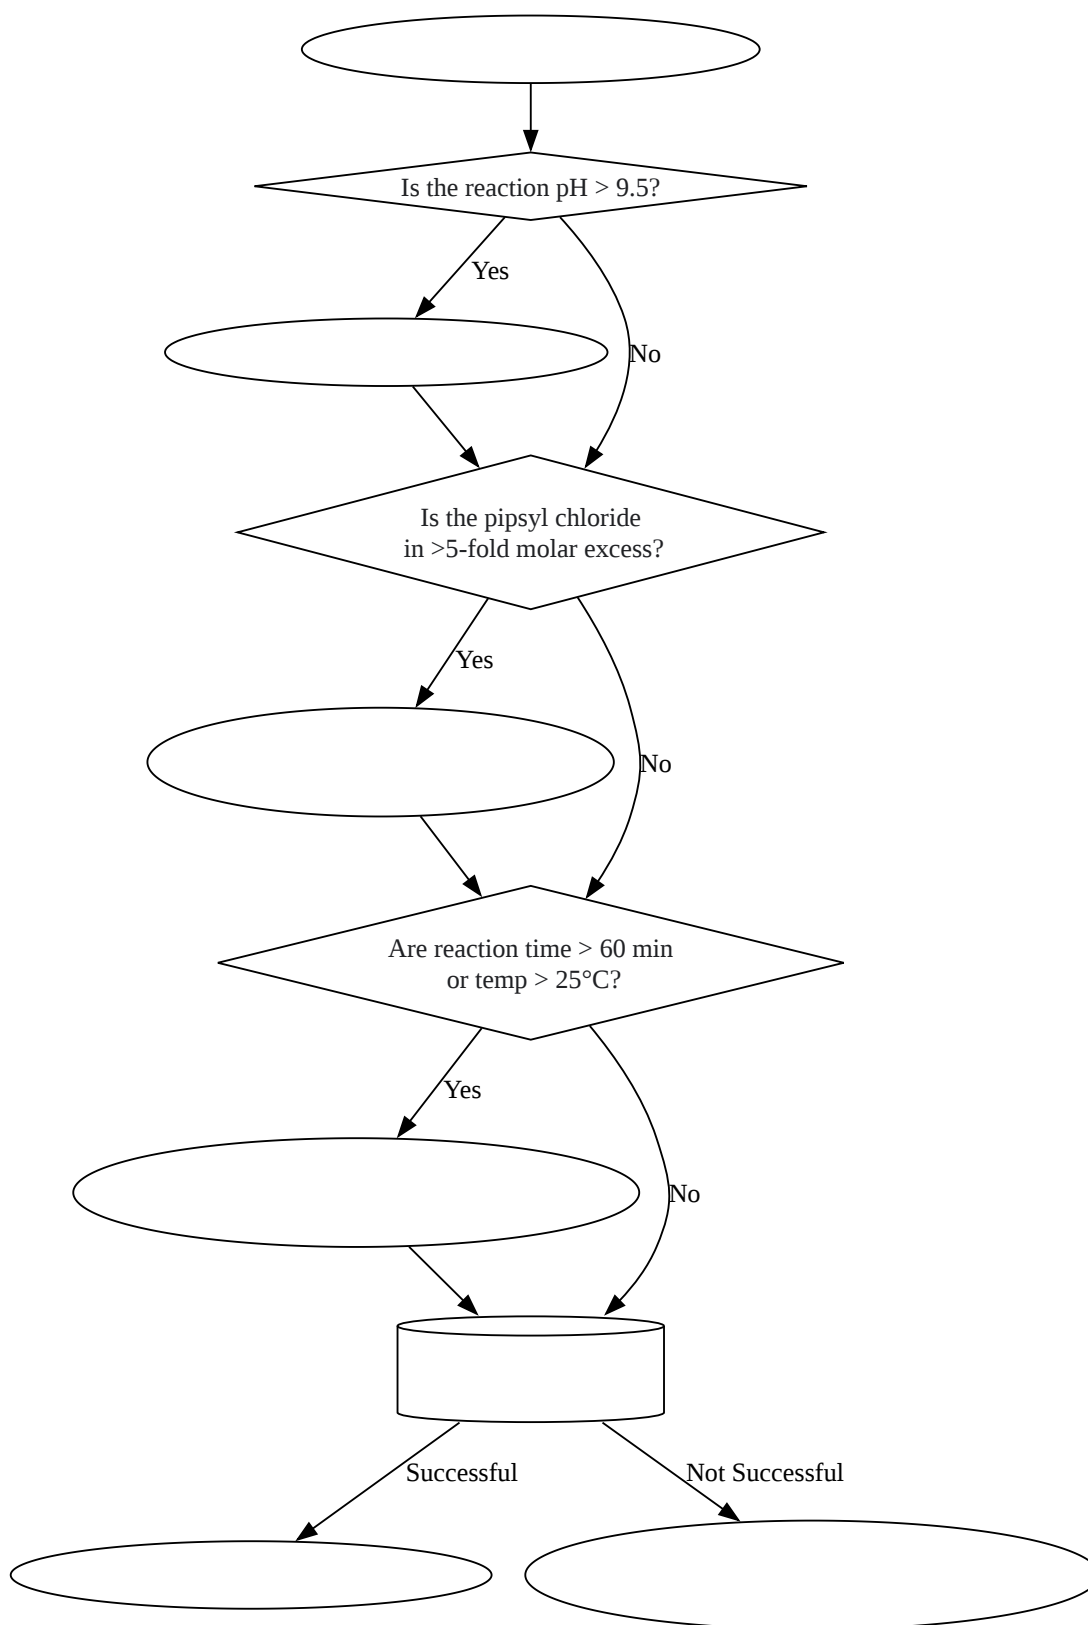 Is the reaction pH > 9.5?
Yes
No
Is the pipsyl chloride
in >5-fold molar excess?
Yes
No
Are reaction time > 60 min
or temp > 25°C?
Yes
No
Successful
Not Successful